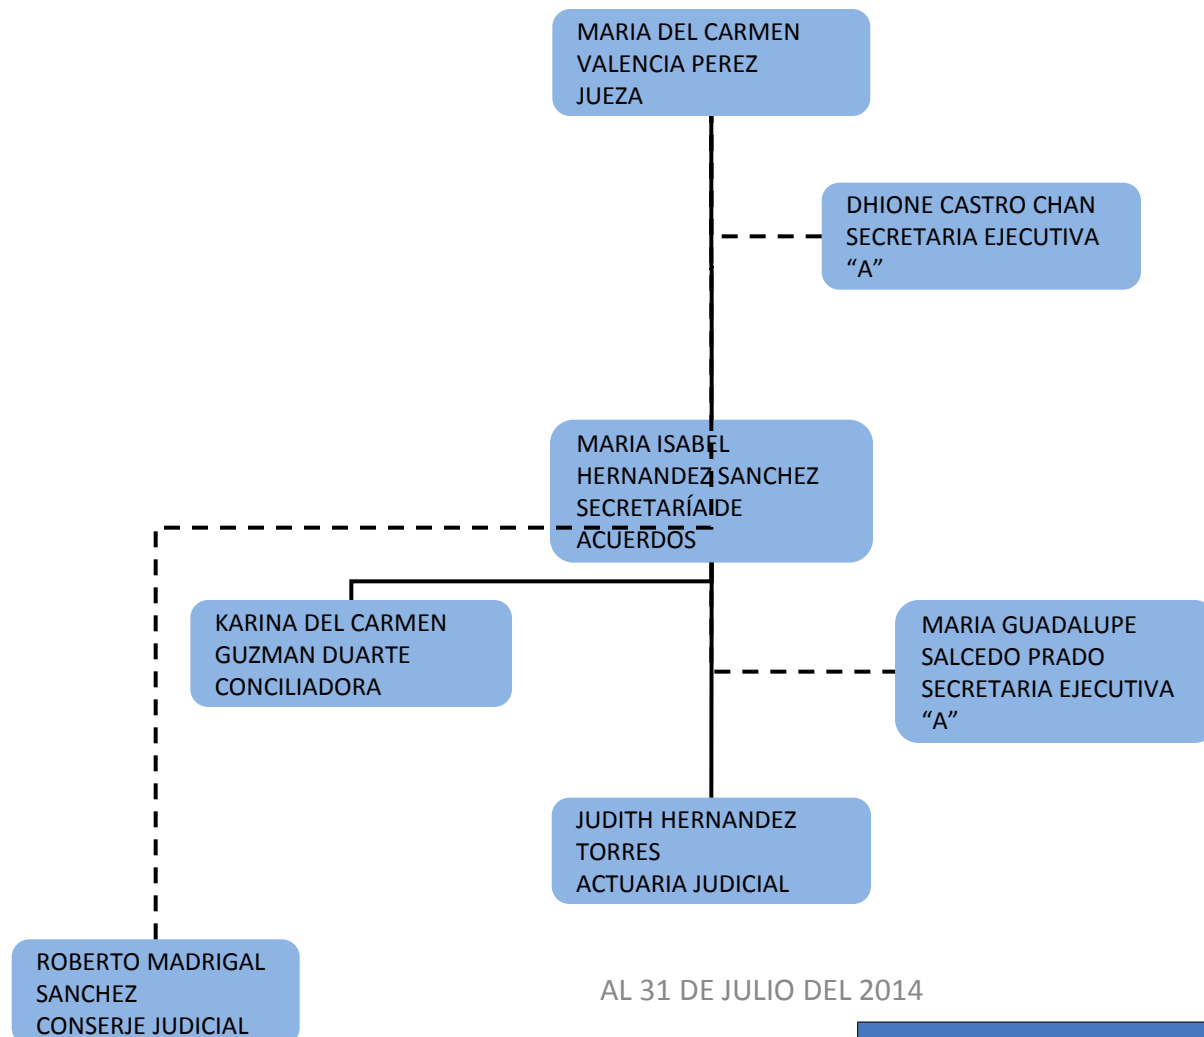 MARIA DEL CARMEN
VALENCIA PEREZ
JUEZA
DHIONE CASTRO CHAN
SECRETARIA EJECUTIVA
“A”
MARIA ISABEL
HERNANDEZ SANCHEZ
SECRETARÍA DE
ACUERDOS
KARINA DEL CARMEN
GUZMAN DUARTE
CONCILIADORA
MARIA GUADALUPE
SALCEDO PRADO
SECRETARIA EJECUTIVA
“A”
JUDITH HERNANDEZ
TORRES
ACTUARIA JUDICIAL
ROBERTO MADRIGAL
SANCHEZ
CONSERJE JUDICIAL
AL 31 DE JULIO DEL 2014